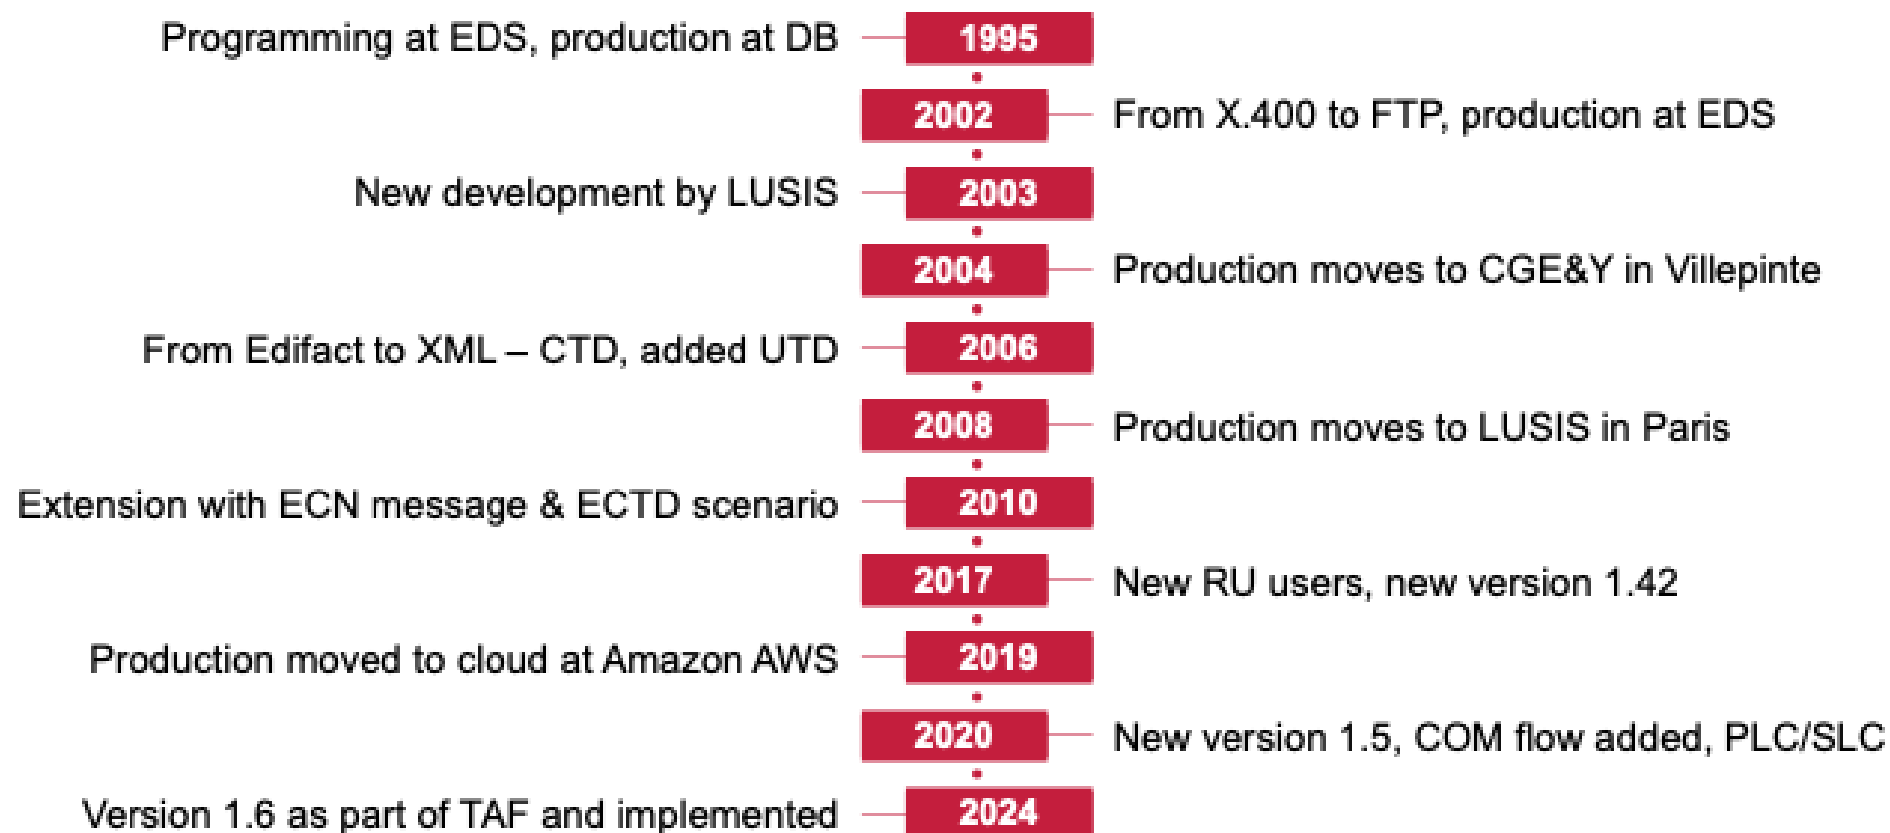 Programming at EDS, production at DB 1995
2002 From X.400 to FTP, production at EDS
New development by LUSIS 2003
2004 Production moves to CGE&Y in Villepinte
From Edifact to XML – CTD, added UTD 2006
2008 Production moves to LUSIS in Paris
Extension with ECN message & ECTD scenario 2010
2017 New RU users, new version 1.42
Production moved to cloud at Amazon AWS 2019
2020 New version 1.5, COM flow added, PLC/SLC
Version 1.6 as part of TAF and implemented 2024